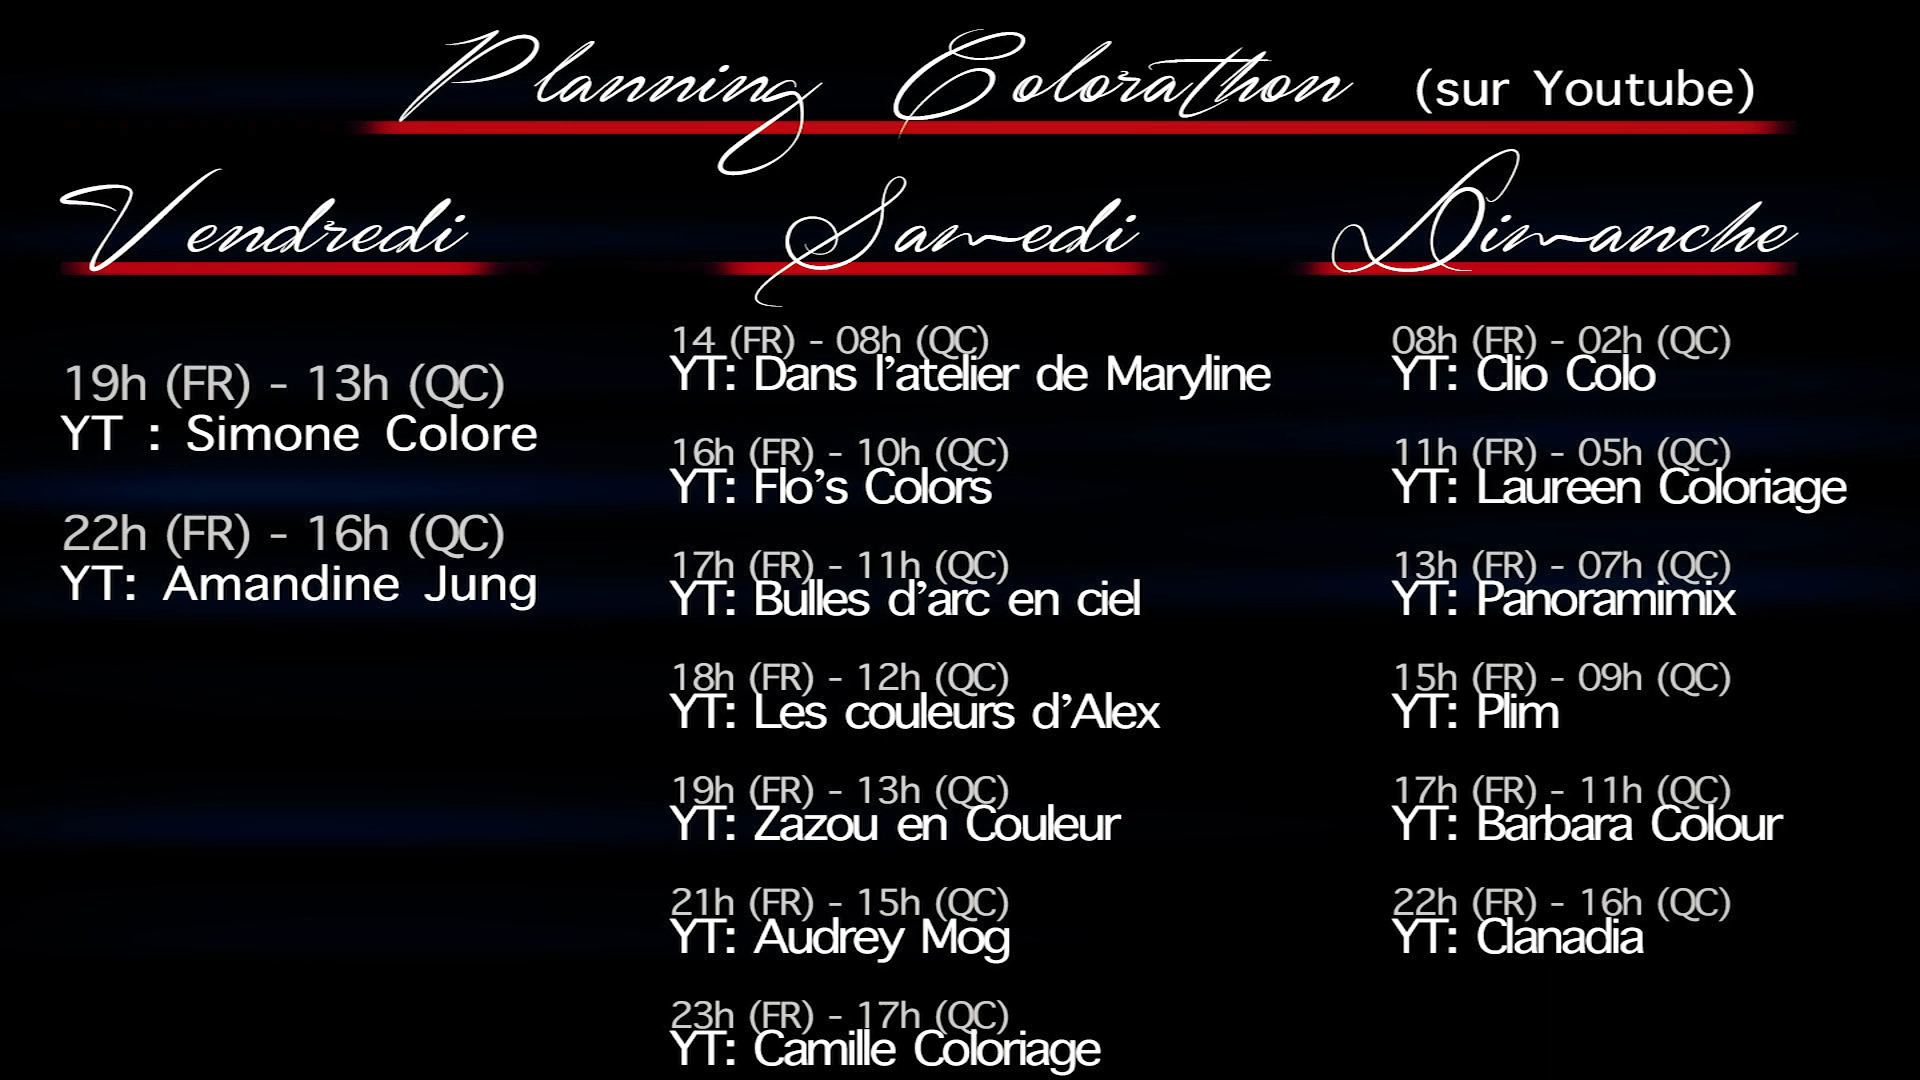 Planning Colorathon (sur Youtube)
Vendredi
19h (FR) - 13h (QC)
YT : Simone Colore
22h (FR) - 16h (QC)
YT: Amandine Jung
Samedi
14 (FR) - 08h (QC)
YT: Dans l’atelier de Maryline
16h (FR) - 10h (QC)
YT: Flo’s Colors
17h (FR) - 11h (QC)
YT: Bulles d’arc en ciel
18h (FR) - 12h (QC)
YT: Les couleurs d’Alex
19h (FR) - 13h (QC)
YT: Zazou en Couleur
21h (FR) - 15h (QC)
YT: Audrey Mog
23h (FR) - 17h (QC)
YT: Camille Coloriage
Dimanche
08h (FR) - 02h (QC)
YT: Clio Colo
11h (FR) - 05h (QC)
YT: Laureen Coloriage
13h (FR) - 07h (QC)
YT: Panoramimix
15h (FR) - 09h (QC)
YT: Plim
17h (FR) - 11h (QC)
YT: Barbara Colour
22h (FR) - 16h (QC)
YT: Clanadia